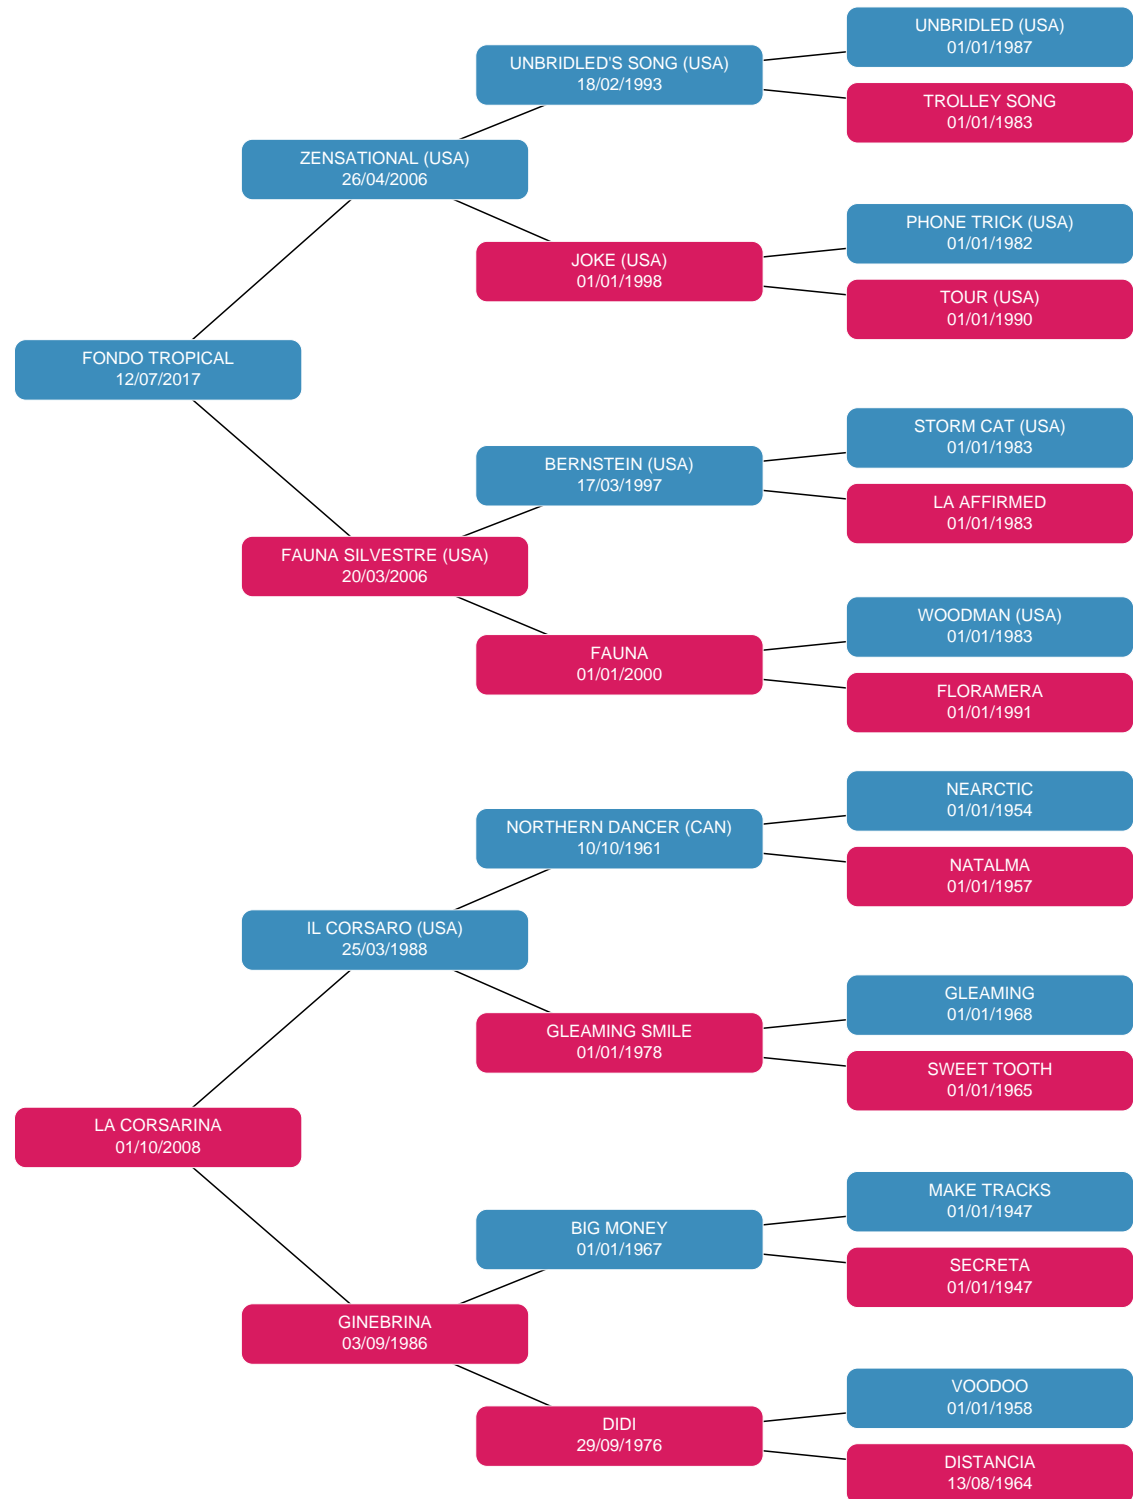 UNBRIDLED (USA)
01/01/1987
UNBRIDLED'S SONG (USA)
18/02/1993
TROLLEY SONG
01/01/1983
ZENSATIONAL (USA)
26/04/2006
PHONE TRICK (USA)
01/01/1982
JOKE (USA)
01/01/1998
TOUR (USA)
01/01/1990
FONDO TROPICAL
12/07/2017
STORM CAT (USA)
01/01/1983
BERNSTEIN (USA)
17/03/1997
LA AFFIRMED
01/01/1983
FAUNA SILVESTRE (USA)
20/03/2006
WOODMAN (USA)
01/01/1983
FAUNA
01/01/2000
FLORAMERA
01/01/1991
NEARCTIC
01/01/1954
NORTHERN DANCER (CAN)
10/10/1961
NATALMA
01/01/1957
IL CORSARO (USA)
25/03/1988
GLEAMING
01/01/1968
GLEAMING SMILE
01/01/1978
SWEET TOOTH
01/01/1965
LA CORSARINA
01/10/2008
MAKE TRACKS
01/01/1947
BIG MONEY
01/01/1967
SECRETA
01/01/1947
GINEBRINA
03/09/1986
VOODOO
01/01/1958
DIDI
29/09/1976
DISTANCIA
13/08/1964